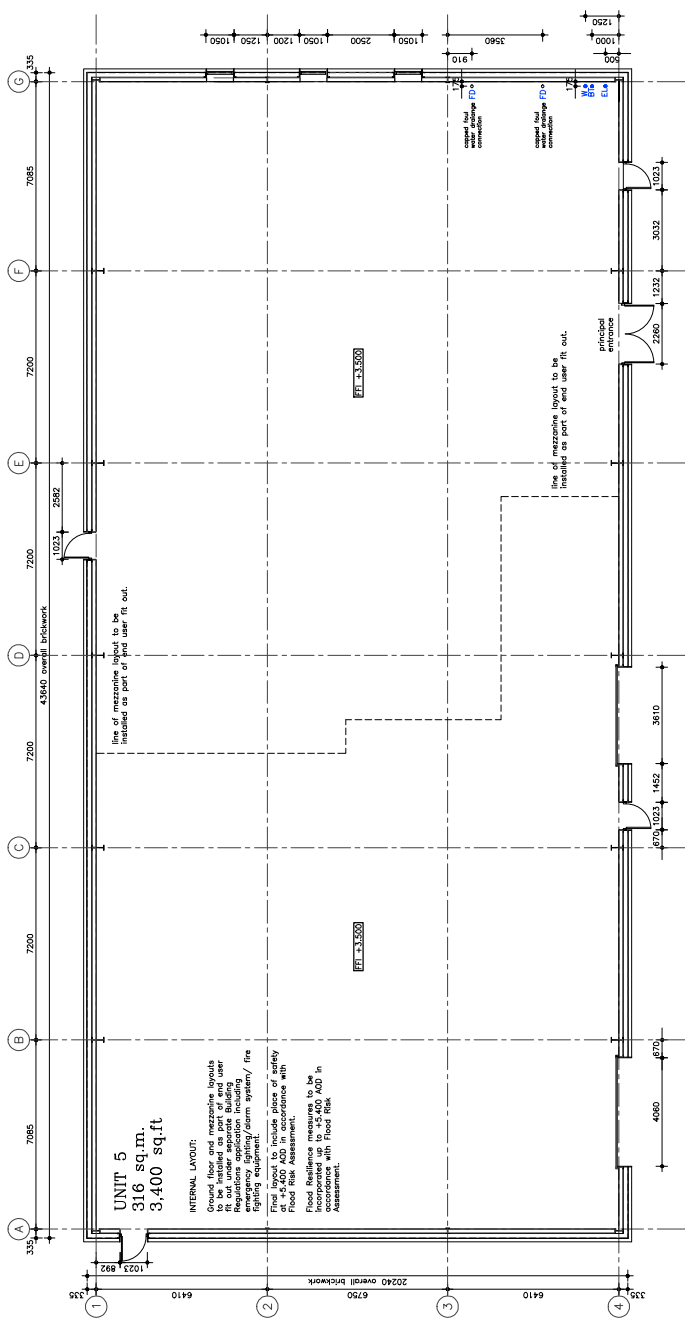 A B C D E F G
335 7085 7200 7200 7200 7200 7085 335
43640 overall brickwork
1023 2582
1
2
3
4
335
6410
6750
6410
335
20240 overall brickwork
892
1023
UNIT 5
316 sq.m.
3,400 sq.ft
INTERNAL LAYOUT:
Ground floor and mezzanine layouts
to be installed as part of end user
fit out under separate Building
Regulations application including
emergency lighting/alarm system/ fire
fighting equipment.
Final layout to include place of safety
at +5.400 AOD in accordance with
Flood Risk Assessment.
Flood Resilience measures to be
incorporated up to +5.400 AOD in
accordance with Flood Risk
Assessment.
line of mezzanine layout to be
installed as part of end user fit out.
FFl +3.500
FFl +3.500
line of mezzanine layout to be
installed as part of end user fit out.
principal
entrance
capped foul
water drainage
connection
FD
175
capped foul
water drainage
connection
FD
175
W
BT
EL
1050
1250
1200
1050
2500
1050
910
3560
500
1000
1250
4060 670 670 1023 1452 3610 2260 1232 3032 1023